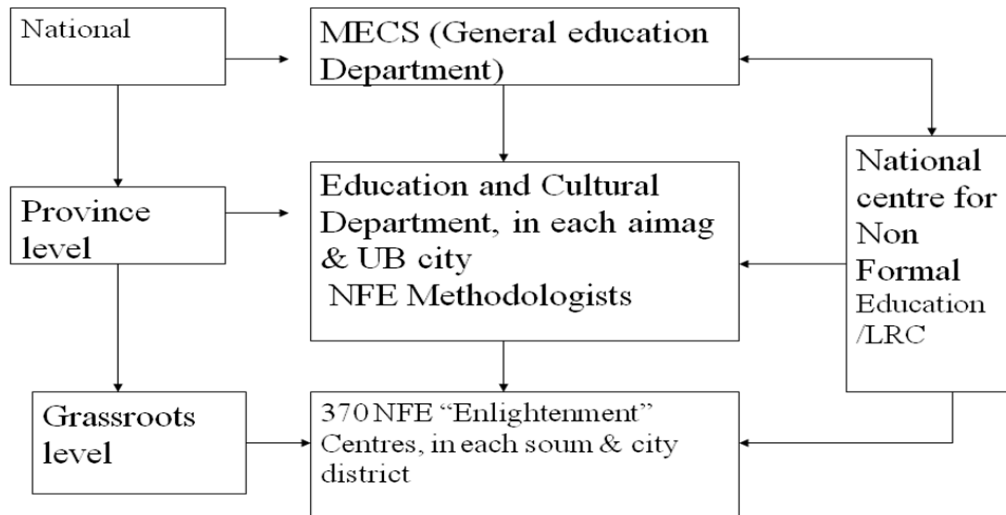 National
MECS (General education
Department)
Province
level
Education and Cultural
Department, in each aimag
& UB city
NFE Methodologists
National
centre for
Non
Formal
Education
/LRC
Grassroots
level
370 NFE “Enlightenment”
Centres, in each soum & city
district